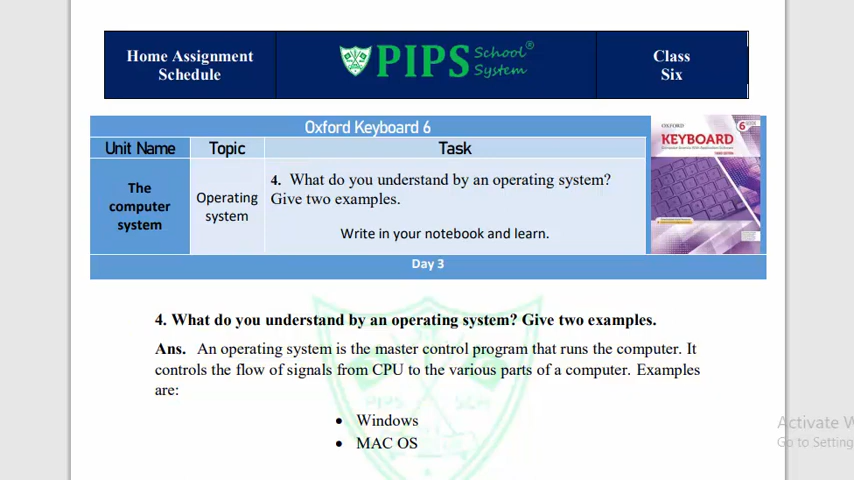 Home Assignment
Schedule
PIPS School® System
Class
Six
Oxford Keyboard 6
Unit Name Topic Task
The
computer
system
Operating
system
4. What do you understand by an operating system?
Give two examples.
Write in your notebook and learn.
OXFORD
KEYBOARD
6
Day 3
4. What do you understand by an operating system? Give two examples.
Ans. An operating system is the master control program that runs the computer. It
controls the flow of signals from CPU to the various parts of a computer. Examples
are:
• Windows
• MAC OS
Activate W
Go to Setting